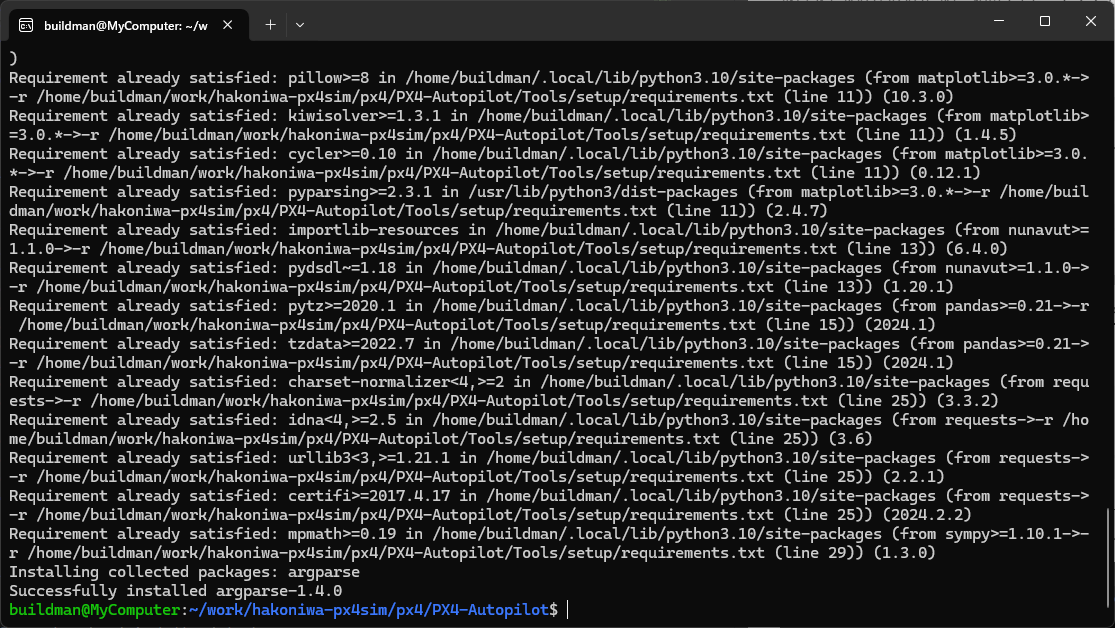 buildman@MyComputer: ~/w
)
Requirement already satisfied: pillow>=8 in /home/buildman/.local/lib/python3.10/site-packages (from matplotlib>=3.0.*->
-r /home/buildman/work/hakoniwa-px4sim/px4/PX4-Autopilot/Tools/setup/requirements.txt (line 11)) (10.3.0)
Requirement already satisfied: kiwisolver>=1.3.1 in /home/buildman/.local/lib/python3.10/site-packages (from matplotlib>
=3.0.*->-r /home/buildman/work/hakoniwa-px4sim/px4/PX4-Autopilot/Tools/setup/requirements.txt (line 11)) (1.4.5)
Requirement already satisfied: cycler>=0.10 in /home/buildman/.local/lib/python3.10/site-packages (from matplotlib>=3.0.
*->-r /home/buildman/work/hakoniwa-px4sim/px4/PX4-Autopilot/Tools/setup/requirements.txt (line 11)) (0.12.1)
Requirement already satisfied: pyparsing>=2.3.1 in /usr/lib/python3/dist-packages (from matplotlib>=3.0.*->-r /home/buil
dman/work/hakoniwa-px4sim/px4/PX4-Autopilot/Tools/setup/requirements.txt (line 11)) (2.4.7)
Requirement already satisfied: importlib-resources in /home/buildman/.local/lib/python3.10/site-packages (from nunavut>=
1.1.0->-r /home/buildman/work/hakoniwa-px4sim/px4/PX4-Autopilot/Tools/setup/requirements.txt (line 13)) (6.4.0)
Requirement already satisfied: pydsdl~=1.18 in /home/buildman/.local/lib/python3.10/site-packages (from nunavut>=1.1.0->
-r /home/buildman/work/hakoniwa-px4sim/px4/PX4-Autopilot/Tools/setup/requirements.txt (line 13)) (1.20.1)
Requirement already satisfied: pytz>=2020.1 in /home/buildman/.local/lib/python3.10/site-packages (from pandas>=0.21->-r
 /home/buildman/work/hakoniwa-px4sim/px4/PX4-Autopilot/Tools/setup/requirements.txt (line 15)) (2024.1)
Requirement already satisfied: tzdata>=2022.7 in /home/buildman/.local/lib/python3.10/site-packages (from pandas>=0.21->
-r /home/buildman/work/hakoniwa-px4sim/px4/PX4-Autopilot/Tools/setup/requirements.txt (line 15)) (2024.1)
Requirement already satisfied: charset-normalizer<4,>=2 in /home/buildman/.local/lib/python3.10/site-packages (from requ
ests->-r /home/buildman/work/hakoniwa-px4sim/px4/PX4-Autopilot/Tools/setup/requirements.txt (line 25)) (3.3.2)
Requirement already satisfied: idna<4,>=2.5 in /home/buildman/.local/lib/python3.10/site-packages (from requests->-r /ho
me/buildman/work/hakoniwa-px4sim/px4/PX4-Autopilot/Tools/setup/requirements.txt (line 25)) (3.6)
Requirement already satisfied: urllib3<3,>=1.21.1 in /home/buildman/.local/lib/python3.10/site-packages (from requests->
-r /home/buildman/work/hakoniwa-px4sim/px4/PX4-Autopilot/Tools/setup/requirements.txt (line 25)) (2.2.1)
Requirement already satisfied: certifi>=2017.4.17 in /home/buildman/.local/lib/python3.10/site-packages (from requests->
-r /home/buildman/work/hakoniwa-px4sim/px4/PX4-Autopilot/Tools/setup/requirements.txt (line 25)) (2024.2.2)
Requirement already satisfied: mpmath>=0.19 in /home/buildman/.local/lib/python3.10/site-packages (from sympy>=1.10.1->-
r /home/buildman/work/hakoniwa-px4sim/px4/PX4-Autopilot/Tools/setup/requirements.txt (line 29)) (1.3.0)
Installing collected packages: argparse
Successfully installed argparse-1.4.0
buildman@MyComputer:~/work/hakoniwa-px4sim/px4/PX4-Autopilot$